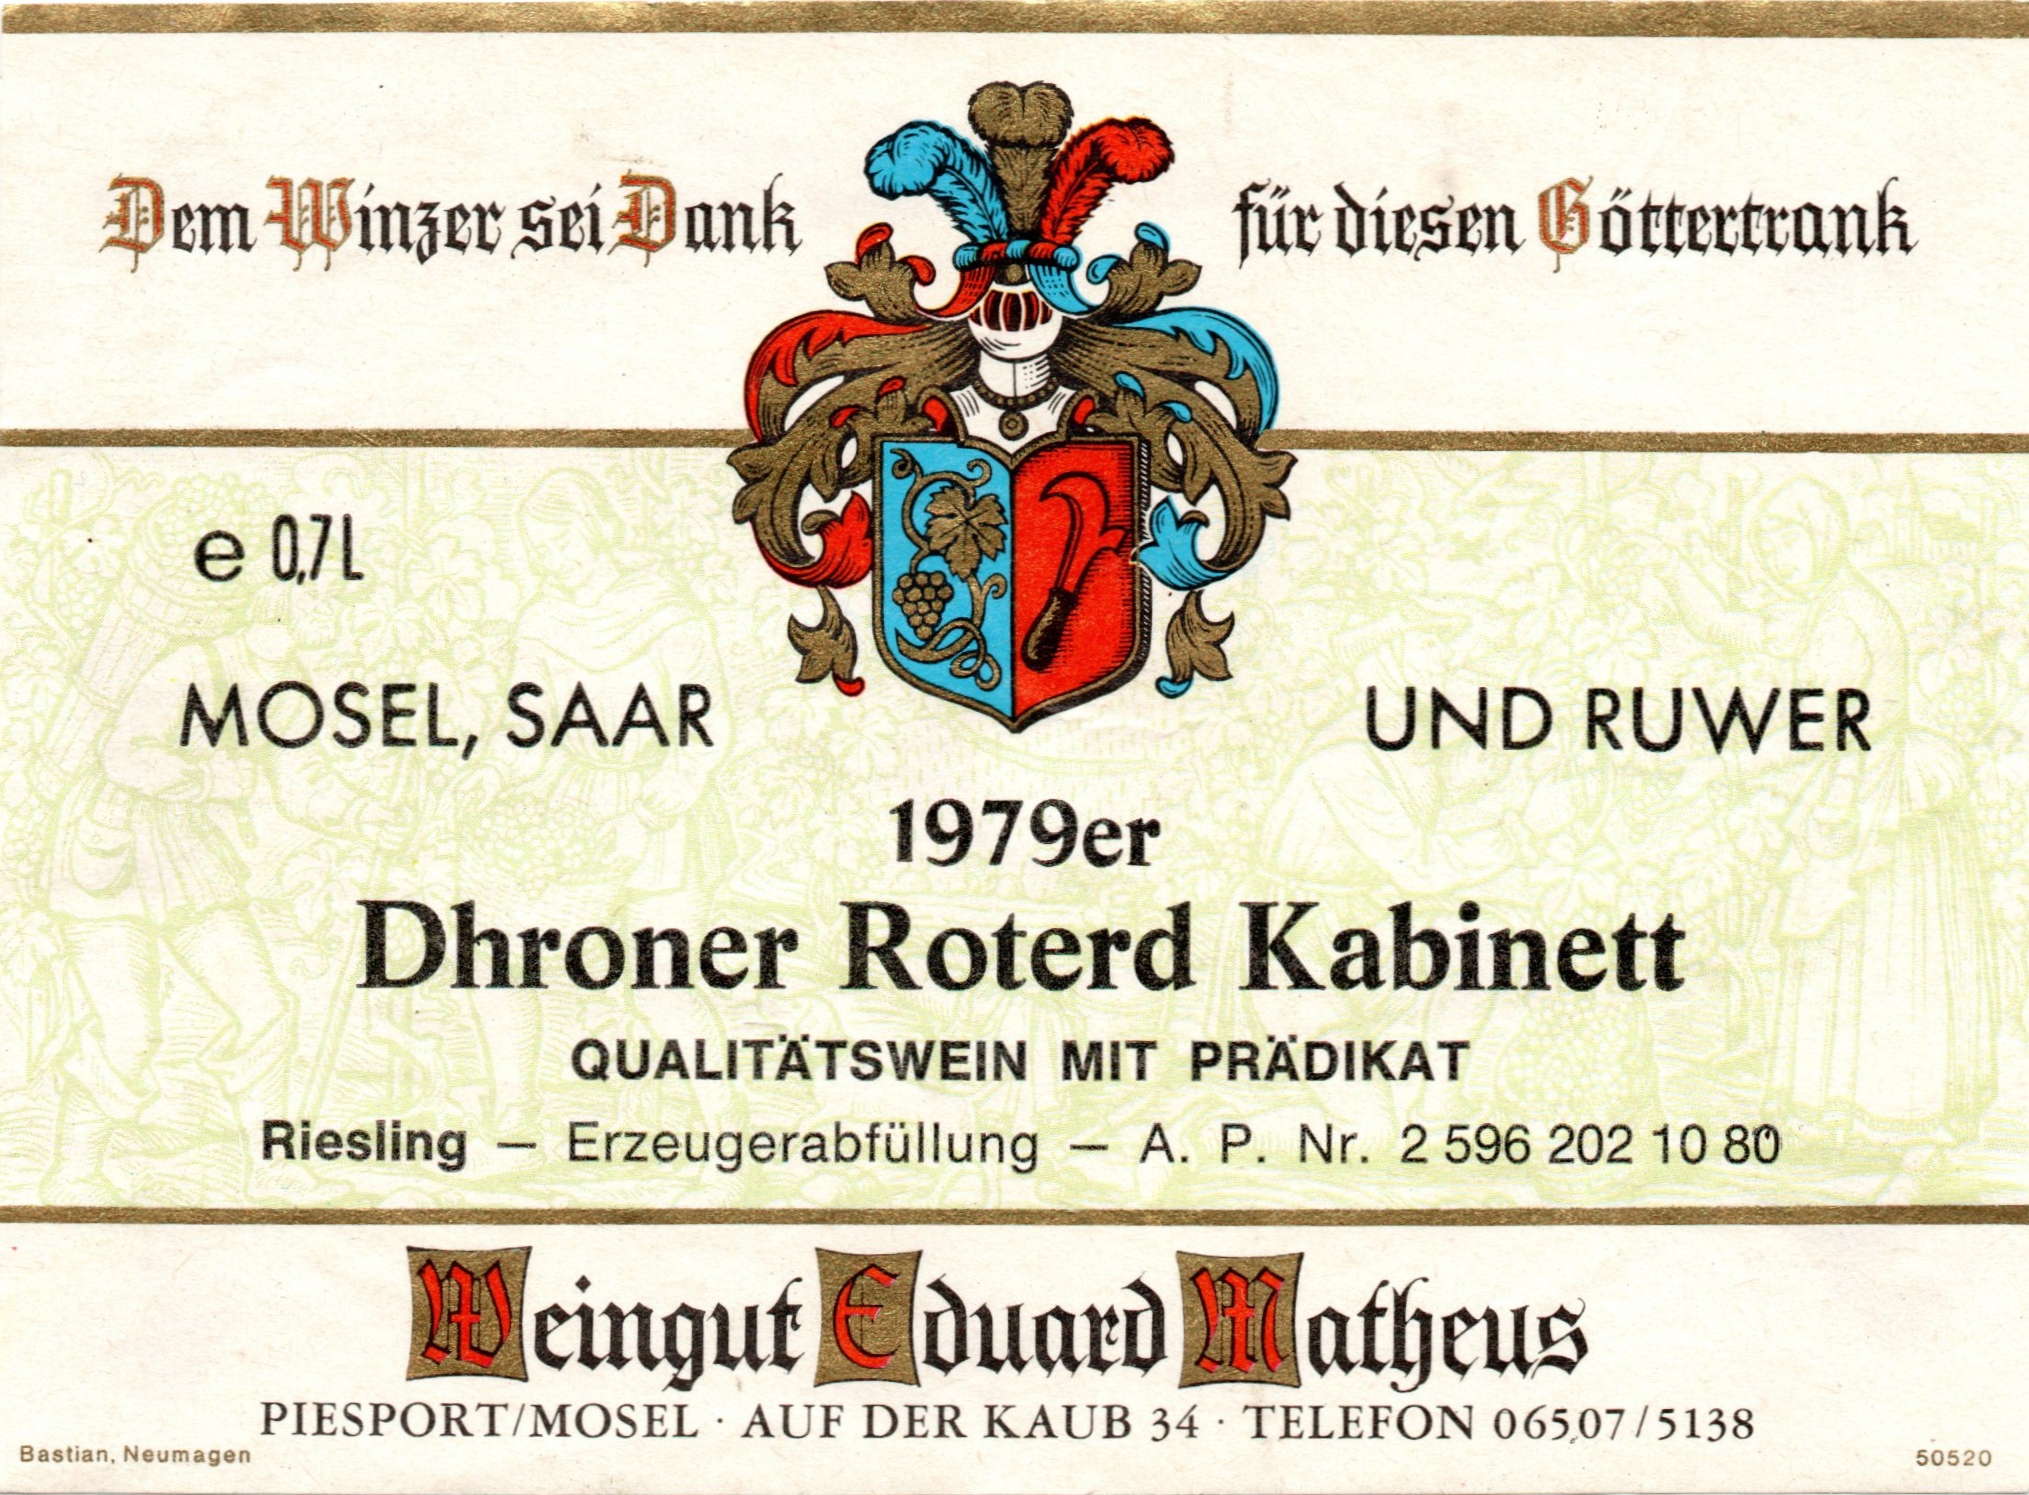 Dem Winzer sei Dank für diesen Göttertrank
e 0,7 L
MOSEL, SAAR UND RUWER
1979er
Dhroner Roterd Kabinett
QUALITÄTSWEIN MIT PRÄDIKAT
Riesling — Erzeugerabfüllung — A. P. Nr. 2 596 202 10 80
Weingut Eduard Matheus
PIESPORT/MOSEL · AUF DER KAUB 34 · TELEFON 06507/5138
Bastian, Neumagen 50520